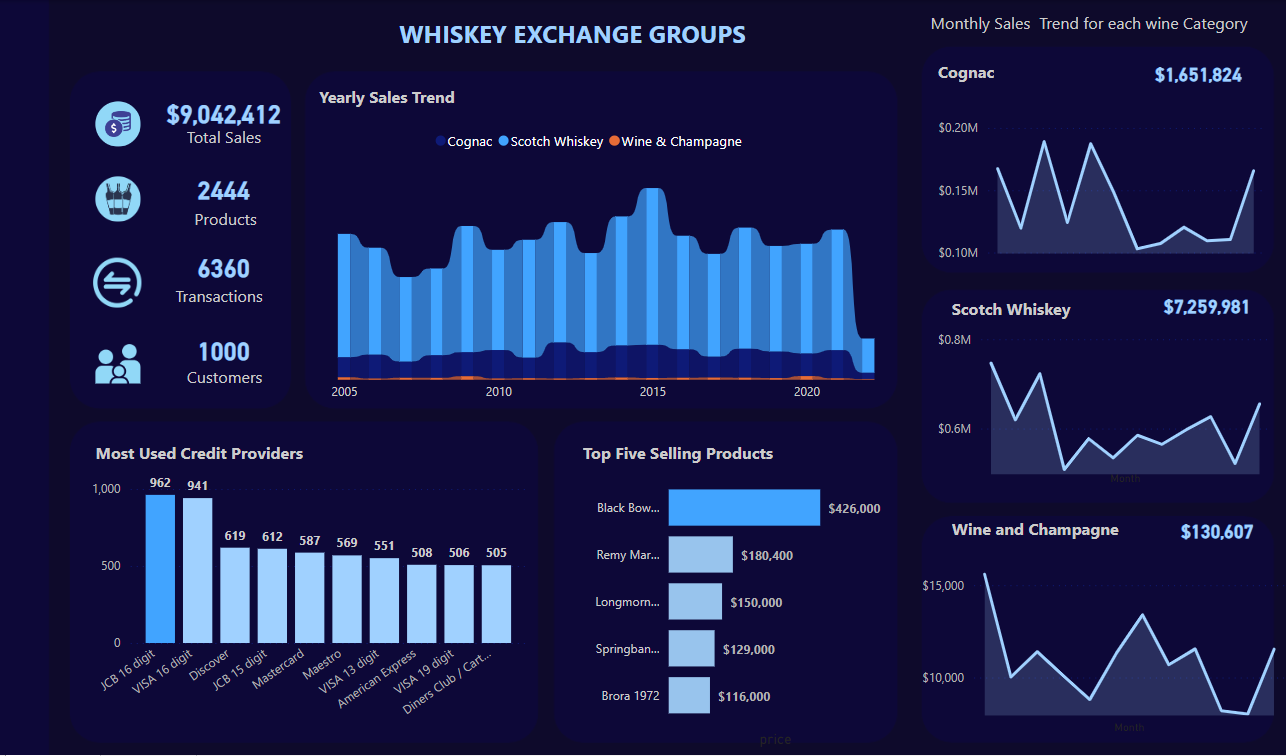 WHISKEY EXCHANGE GROUPS
Monthly Sales Trend for each wine Category
$9,042,412
Total Sales
2444
Products
6360
Transactions
1000
Customers
Yearly Sales Trend
Cognac Scotch Whiskey Wine & Champagne
2005 2010 2015 2020
Cognac $1,651,824
$0.20M
$0.15M
$0.10M
Scotch Whiskey $7,259,981
$0.8M
$0.6M
Month
Wine and Champagne $130,607
$15,000
$10,000
Month
Most Used Credit Providers
1,000
500
0
962 941 619 612 587 569 551 508 506 505
JCB 16 digit
VISA 16 digit
Discover
JCB 15 digit
Mastercard
Maestro
VISA 13 digit
American Express
VISA 19 digit
Diners Club / Cart...
Top Five Selling Products
Black Bow... $426,000
Remy Mar... $180,400
Longmorn... $150,000
Springban... $129,000
Brora 1972 $116,000
price